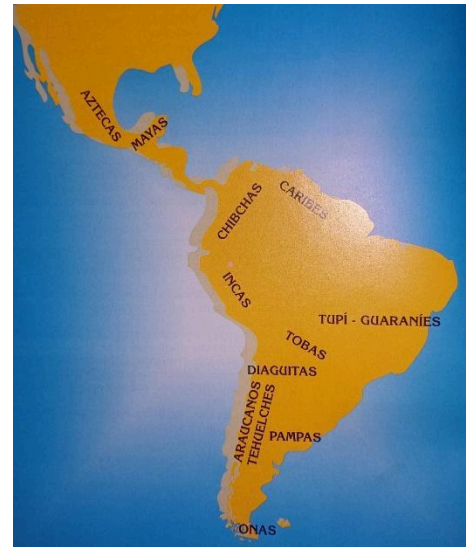 AZTECAS
MAYAS
CHIBCHAS
CARIBES
INCAS
TUPÍ - GUARANÍES
TOBAS
DIAGUITAS
ARAUCANOS
TEHUELCHES
PAMPAS
ONAS